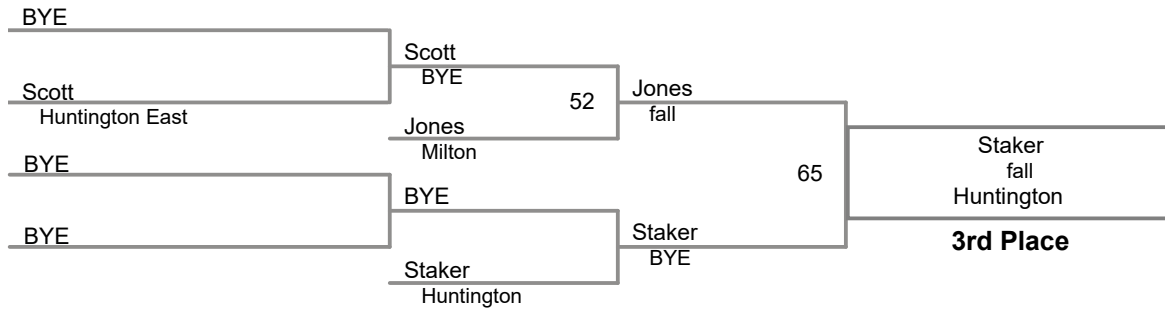 BYE
Scott
Huntington East
BYE
BYE
Scott
BYE
Jones
Milton
52
BYE
Staker
Huntington
Jones
fall
Staker
BYE
65
Staker
fall
Huntington
3rd Place